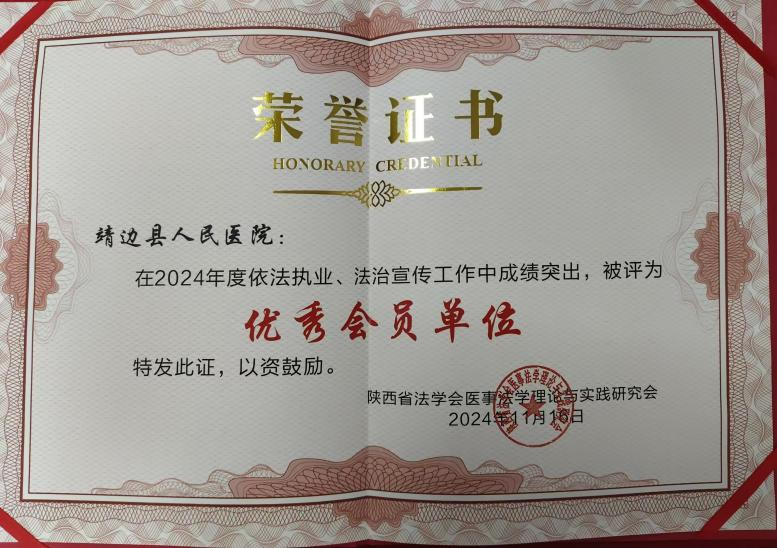 荣誉证书
HONORARY CREDENTIAL
靖边县人民医院：
在2024年度依法执业、法治宣传工作中成绩突出，被评为
优秀会员单位
特发此证，以资鼓励。
陕西省法学会医事法学理论与实践研究会
2024年11月16日